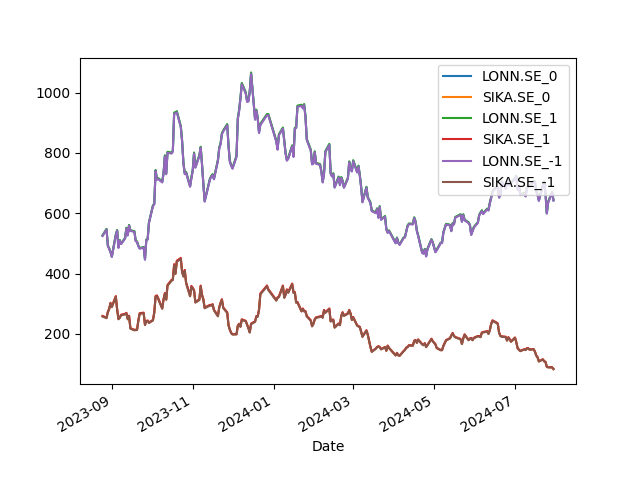 1000
800
600
400
200
LONN.SE_0
SIKA.SE_0
LONN.SE_1
SIKA.SE_1
LONN.SE_-1
SIKA.SE_-1
2023-09
2023-11
2024-01
2024-03
2024-05
2024-07
Date